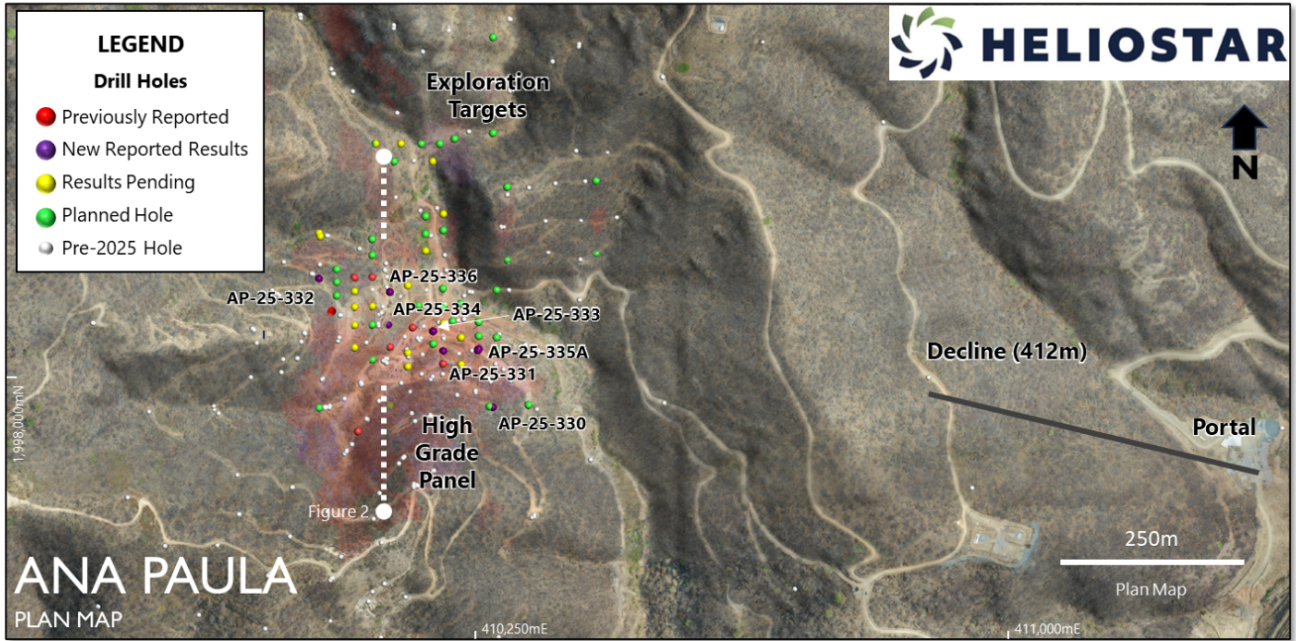 LEGEND
Drill Holes
Previously Reported
New Reported Results
Results Pending
Planned Hole
Pre-2025 Hole
HELIOSTAR
N
Exploration
Targets
AP-25-336
AP-25-332
AP-25-334
AP-25-333
AP-25-335A
AP-25-331
AP-25-330
High
Grade
Panel
Decline (412m)
Portal
1,998,000mN
Figure 2
250m
Plan Map
ANA PAULA
PLAN MAP
410,250mE
411,000mE